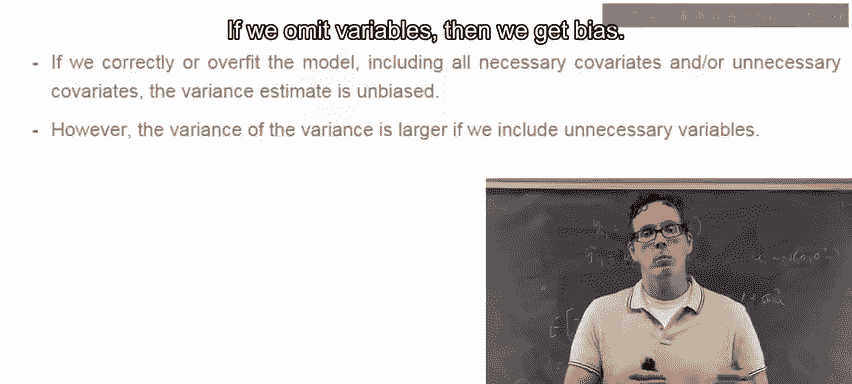 If we omit variables, then we get bias.
- If we correctly or overfit the model, including all necessary covariates and/or unnecessary
covariates, the variance estimate is unbiased.
- However, the variance of the variance is larger if we include unnecessary variables.